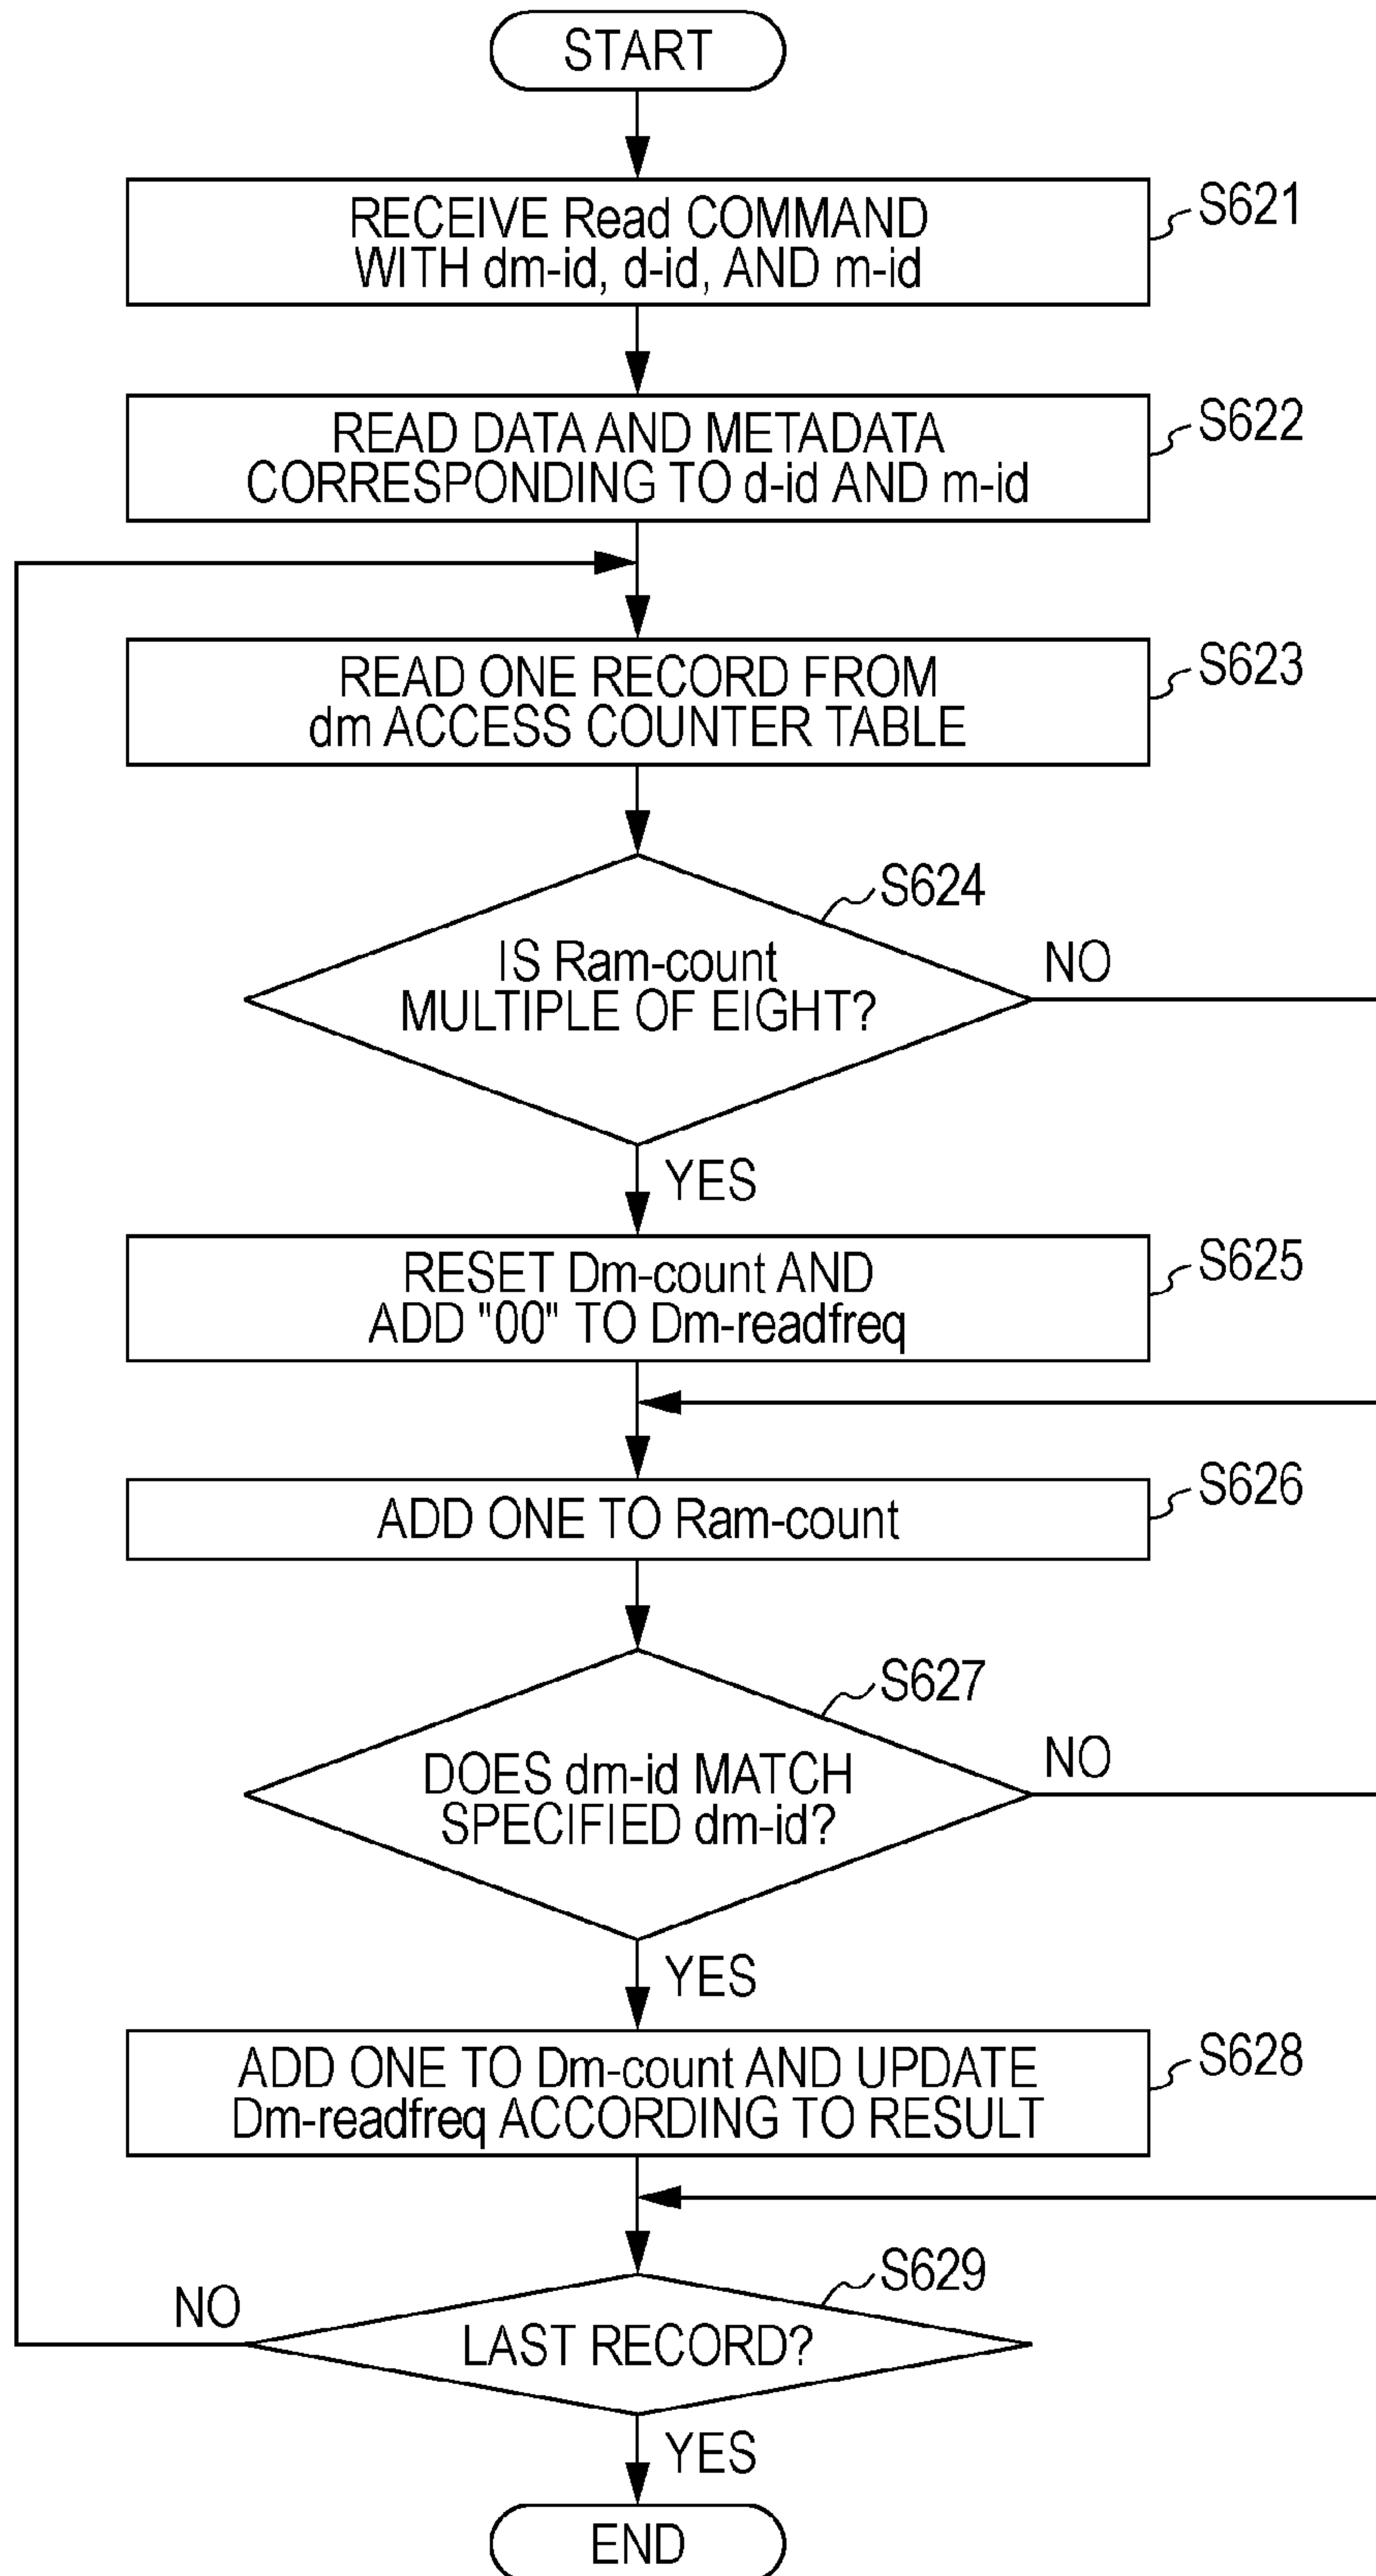 START
RECEIVE Read COMMAND
WITH dm-id, d-id, AND m-id
S621
READ DATA AND METADATA
CORRESPONDING TO d-id AND m-id
S622
READ ONE RECORD FROM
dm ACCESS COUNTER TABLE
S623
S624
IS Ram-count
MULTIPLE OF EIGHT?
NO
YES
RESET Dm-count AND
ADD "00" TO Dm-readfreq
S625
ADD ONE TO Ram-count
S626
S627
DOES dm-id MATCH
SPECIFIED dm-id?
NO
YES
ADD ONE TO Dm-count AND UPDATE
Dm-readfreq ACCORDING TO RESULT
S628
S629
NO
LAST RECORD?
YES
END